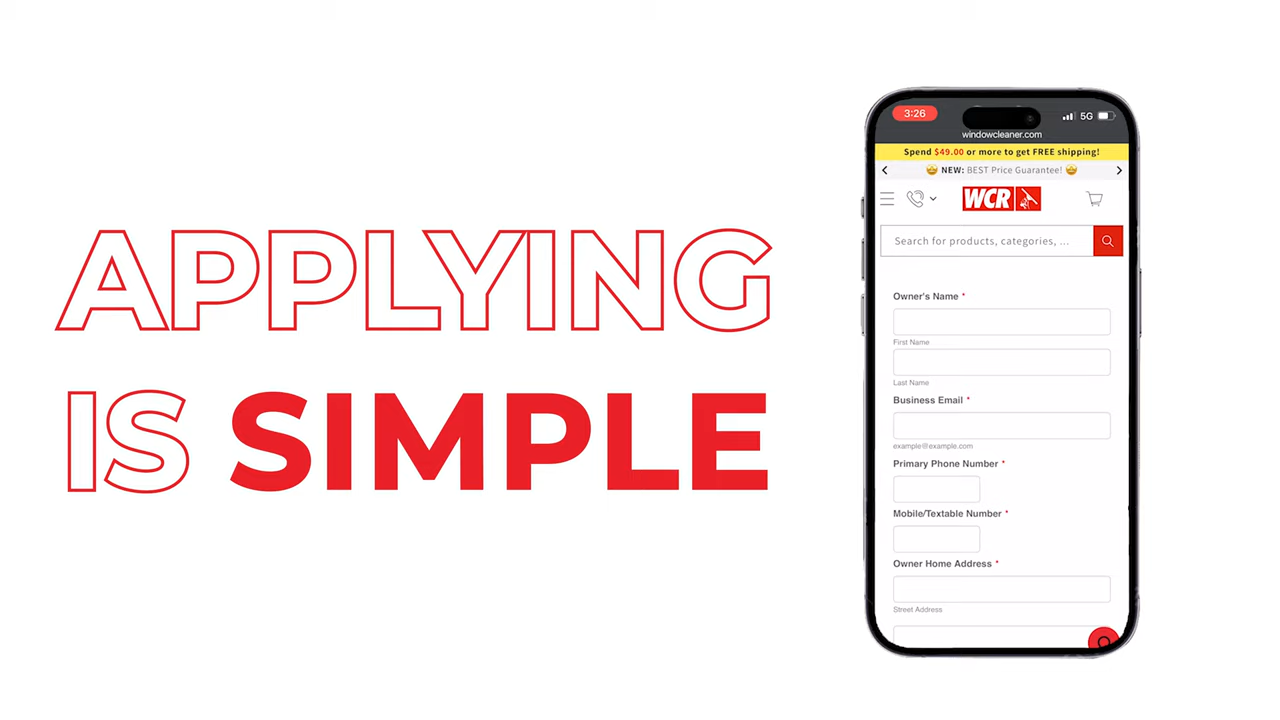 APPLYING
IS SIMPLE
3:26
5G
windowcleaner.com
Spend $49.00 or more to get FREE shipping!
🤩 NEW: BEST Price Guarantee! 🤩
WCR
Search for products, categories, ...
Owner's Name *
First Name
Last Name
Business Email *
example@example.com
Primary Phone Number *
Mobile/Textable Number *
Owner Home Address *
Street Address